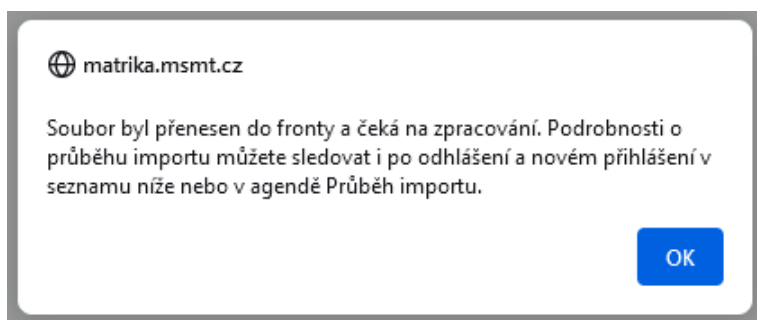 matrika.msmt.cz
Soubor byl přenesen do fronty a čeká na zpracování. Podrobnosti o
průběhu importu můžete sledovat i po odhlášení a novém přihlášení v
seznamu níže nebo v agendě Průběh importu.
OK